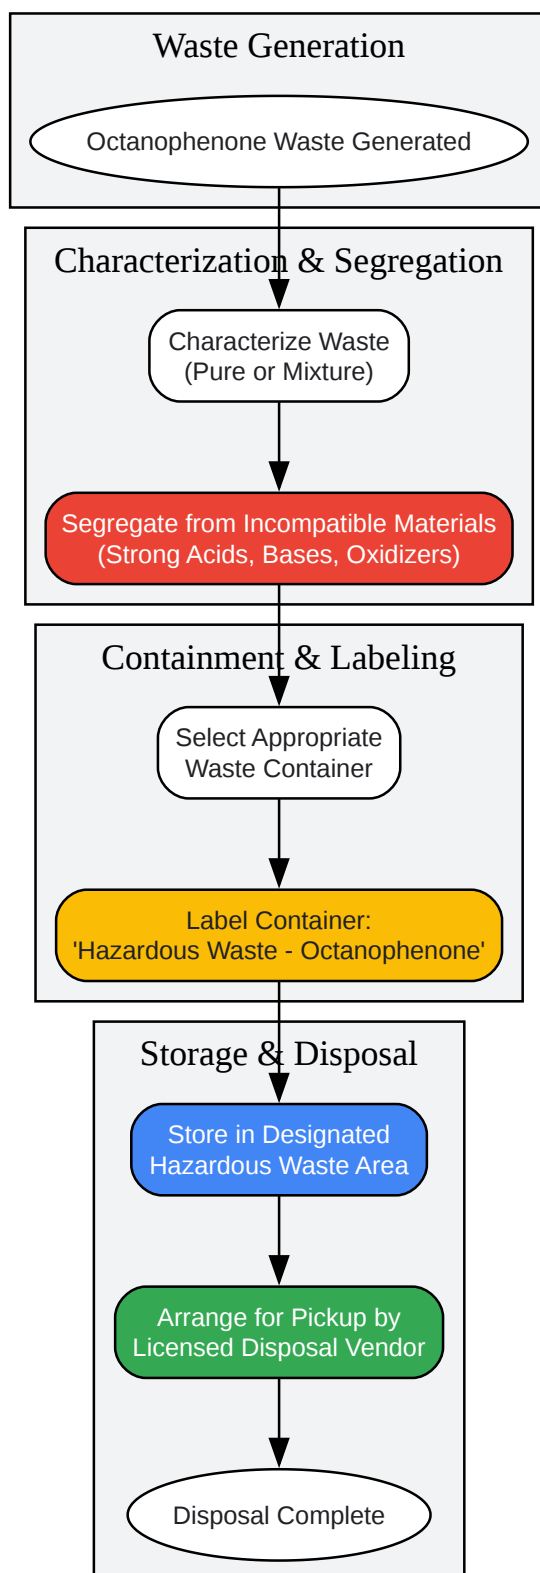 Waste Generation
Octanophenone Waste Generated
Characterization & Segregation
Characterize Waste
(Pure or Mixture)
Segregate from Incompatible Materials
(Strong Acids, Bases, Oxidizers)
Containment & Labeling
Select Appropriate
Waste Container
Label Container:
'Hazardous Waste - Octanophenone'
Storage & Disposal
Store in Designated
Hazardous Waste Area
Arrange for Pickup by
Licensed Disposal Vendor
Disposal Complete